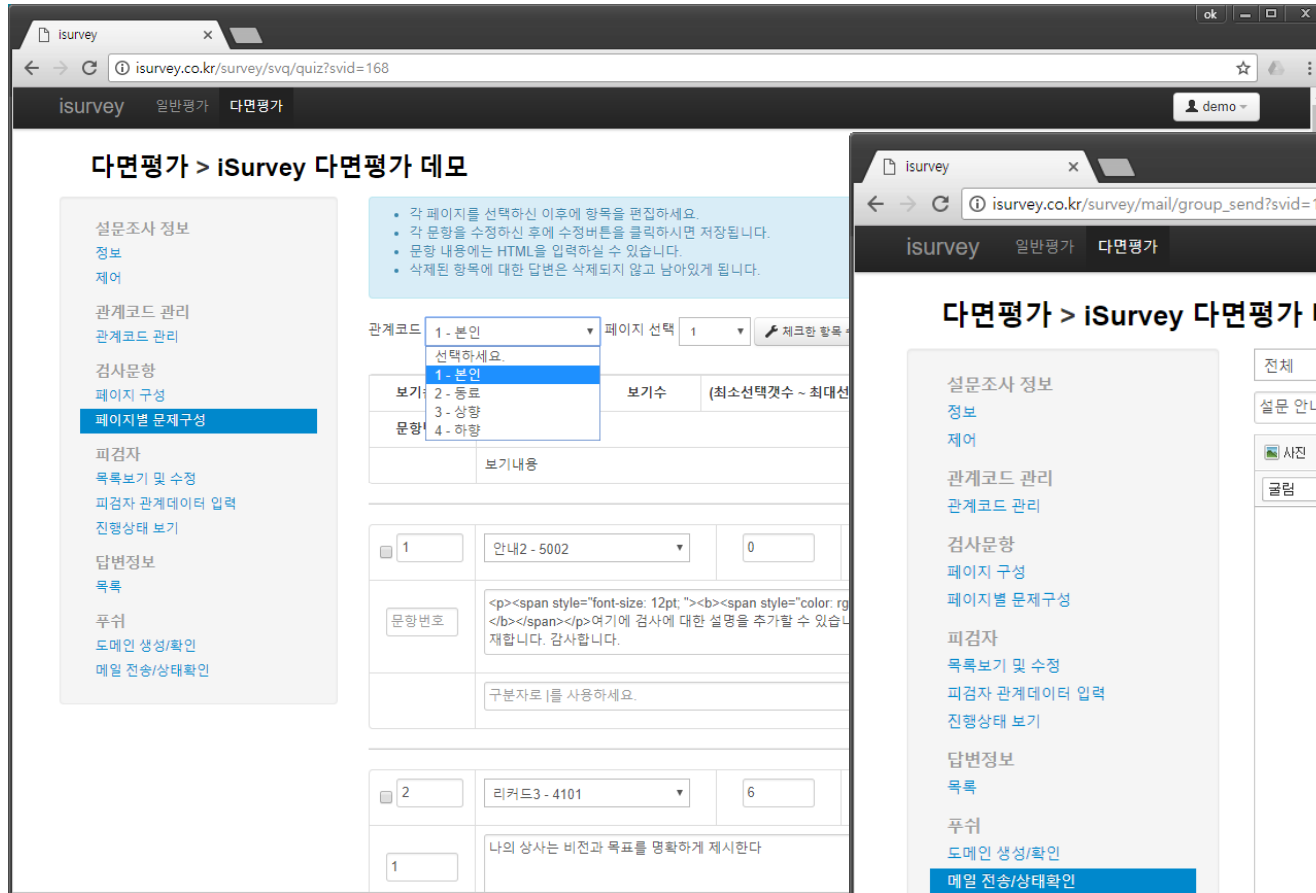 ok
isurvey
isurvey.co.kr/survey/svq/quiz?svid=168
isurvey 일반평가 다면평가 demo
다면평가 > iSurvey 다면평가 데모
설문조사 정보
정보
제어
관계코드 관리
관계코드 관리
검사문항
페이지 구성
페이지별 문제구성
피검자
목록보기 및 수정
피검자 관계데이터 입력
진행상태 보기
답변정보
목록
푸쉬
도메인 생성/확인
메일 전송/상태확인
각 페이지를 선택하신 이후에 항목을 편집하세요.
각 문항을 수정하신 후에 수정버튼을 클릭하시면 저장됩니다.
문항 내용에는 HTML을 입력하실 수 있습니다.
삭제된 항목에 대한 답변은 삭제되지 않고 남아있게 됩니다.
관계코드 1 - 본인 페이지 선택 1 체크한 항목
선택하세요.
1 - 본인
2 - 동료
3 - 상향
4 - 하향
보기 보기수 (최소선택갯수 ~ 최대선
문항
보기내용
1 안내2 - 5002 0
문항번호
<p><span style="font-size: 12pt; "><b><span style="color: rg
</b></span></p>여기에 검사에 대한 설명을 추가할 수 있습니
재합니다. 감사합니다.
구분자로 |를 사용하세요.
2 리커드3 - 4101 6
1 나의 상사는 비전과 목표를 명확하게 제시한다
isurvey
isurvey.co.kr/survey/mail/group_send?svid=1
isurvey 일반평가 다면평가
다면평가 > iSurvey 다면평가
설문조사 정보
정보
제어
관계코드 관리
관계코드 관리
검사문항
페이지 구성
페이지별 문제구성
피검자
목록보기 및 수정
피검자 관계데이터 입력
진행상태 보기
답변정보
목록
푸쉬
도메인 생성/확인
메일 전송/상태확인
전체
설문 안내
사진
굴림